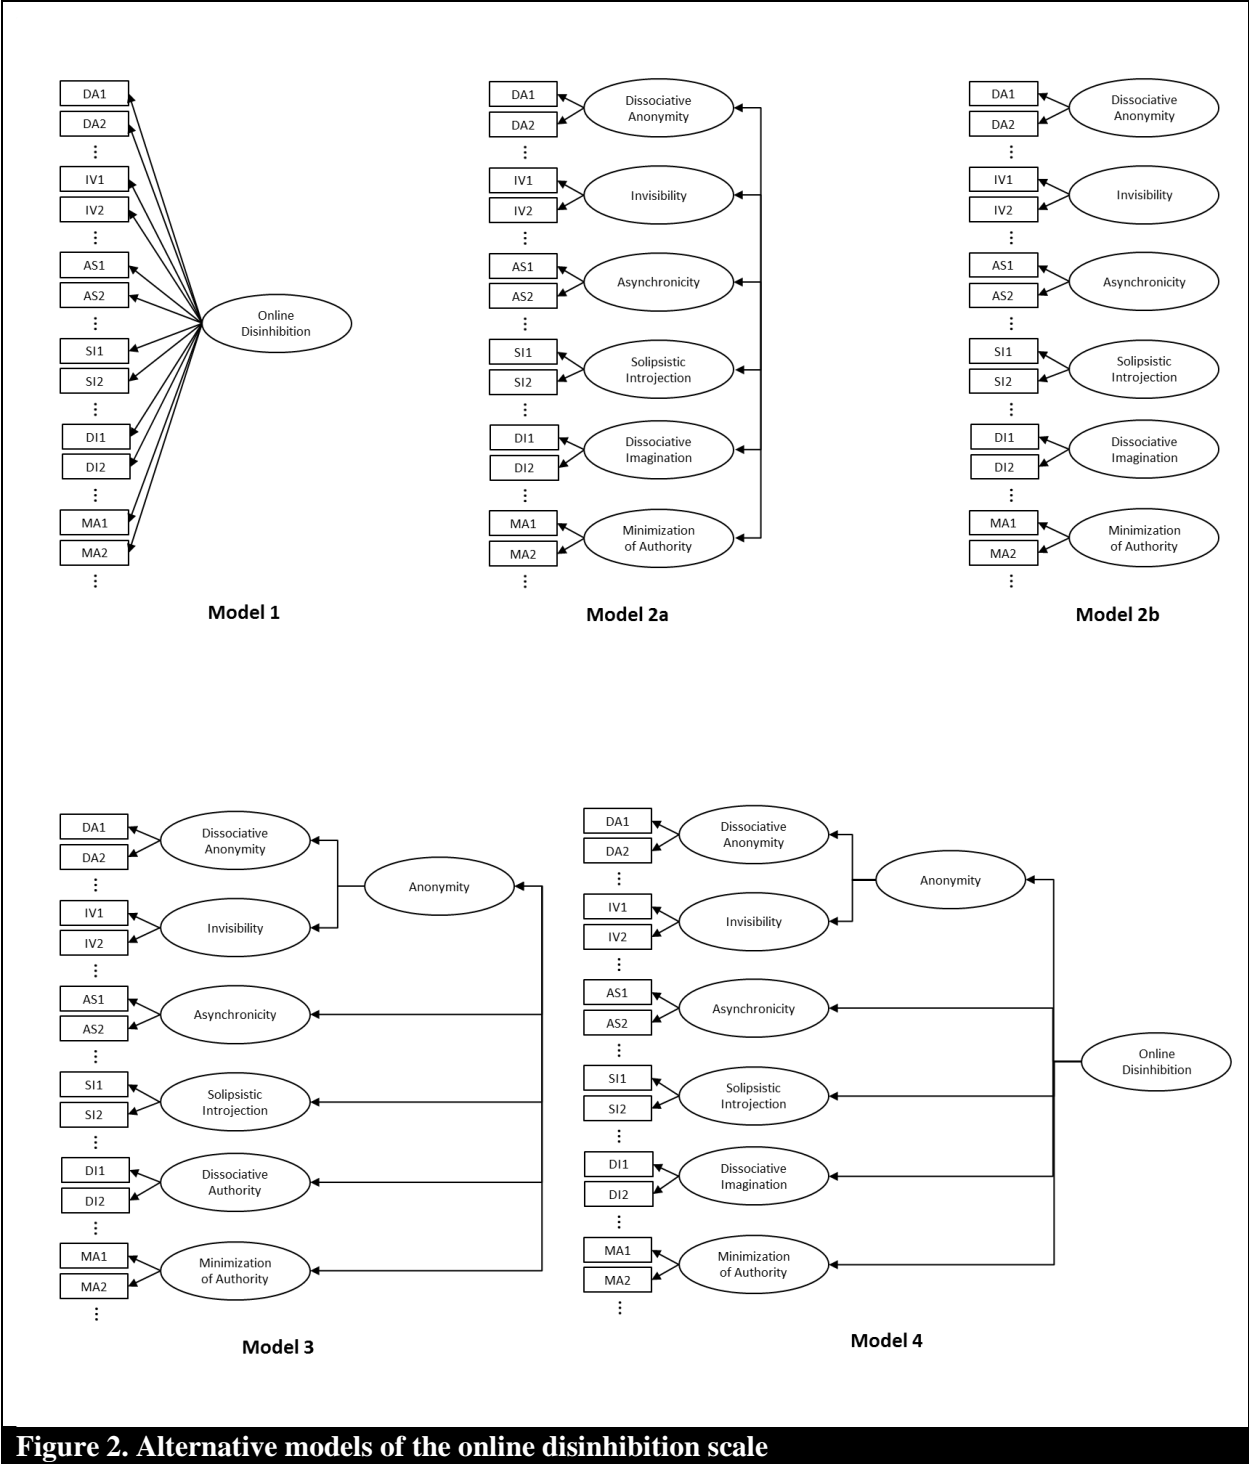 DA1
DA2
IV1
IV2
AS1
AS2
SI1
SI2
DI1
DI2
MA1
MA2
Online
Disinhibition
Model 1
DA1
DA2
IV1
IV2
AS1
AS2
SI1
SI2
DI1
DI2
MA1
MA2
Dissociative
Anonymity
Invisibility
Asynchronicity
Solipsistic
Introjection
Dissociative
Imagination
Minimization
of Authority
Model 2a
DA1
DA2
IV1
IV2
AS1
AS2
SI1
SI2
DI1
DI2
MA1
MA2
Dissociative
Anonymity
Invisibility
Asynchronicity
Solipsistic
Introjection
Dissociative
Imagination
Minimization
of Authority
Model 2b
DA1
DA2
IV1
IV2
AS1
AS2
SI1
SI2
DI1
DI2
MA1
MA2
Dissociative
Anonymity
Invisibility
Asynchronicity
Solipsistic
Introjection
Dissociative
Authority
Minimization
of Authority
Anonymity
Model 3
DA1
DA2
IV1
IV2
AS1
AS2
SI1
SI2
DI1
DI2
MA1
MA2
Dissociative
Anonymity
Invisibility
Asynchronicity
Solipsistic
Introjection
Dissociative
Imagination
Minimization
of Authority
Anonymity
Online
Disinhibition
Model 4
Figure 2. Alternative models of the online disinhibition scale